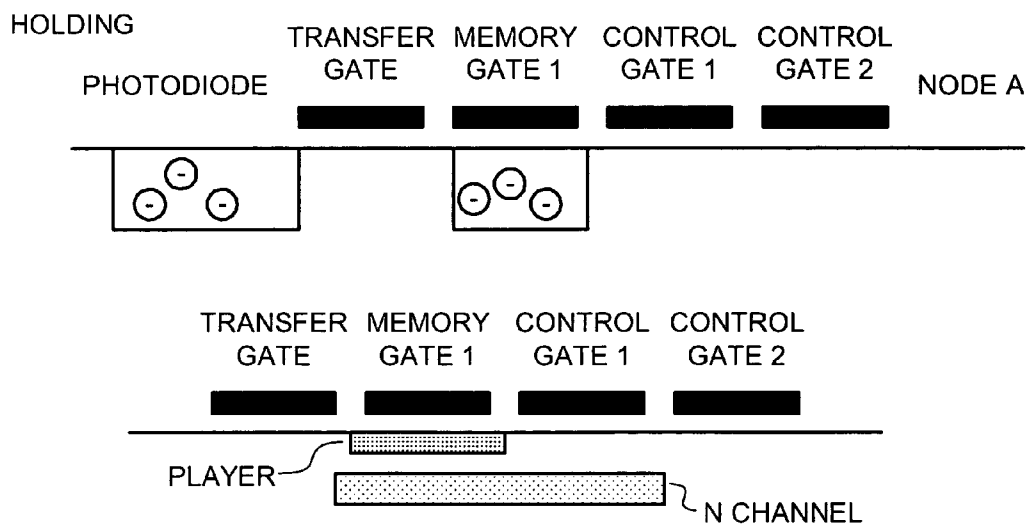 HOLDING
TRANSFER GATE
MEMORY GATE 1
CONTROL GATE 1
CONTROL GATE 2
PHOTODIODE
NODE A
- - -
- - -
TRANSFER GATE
MEMORY GATE 1
CONTROL GATE 1
CONTROL GATE 2
PLAYER
N CHANNEL